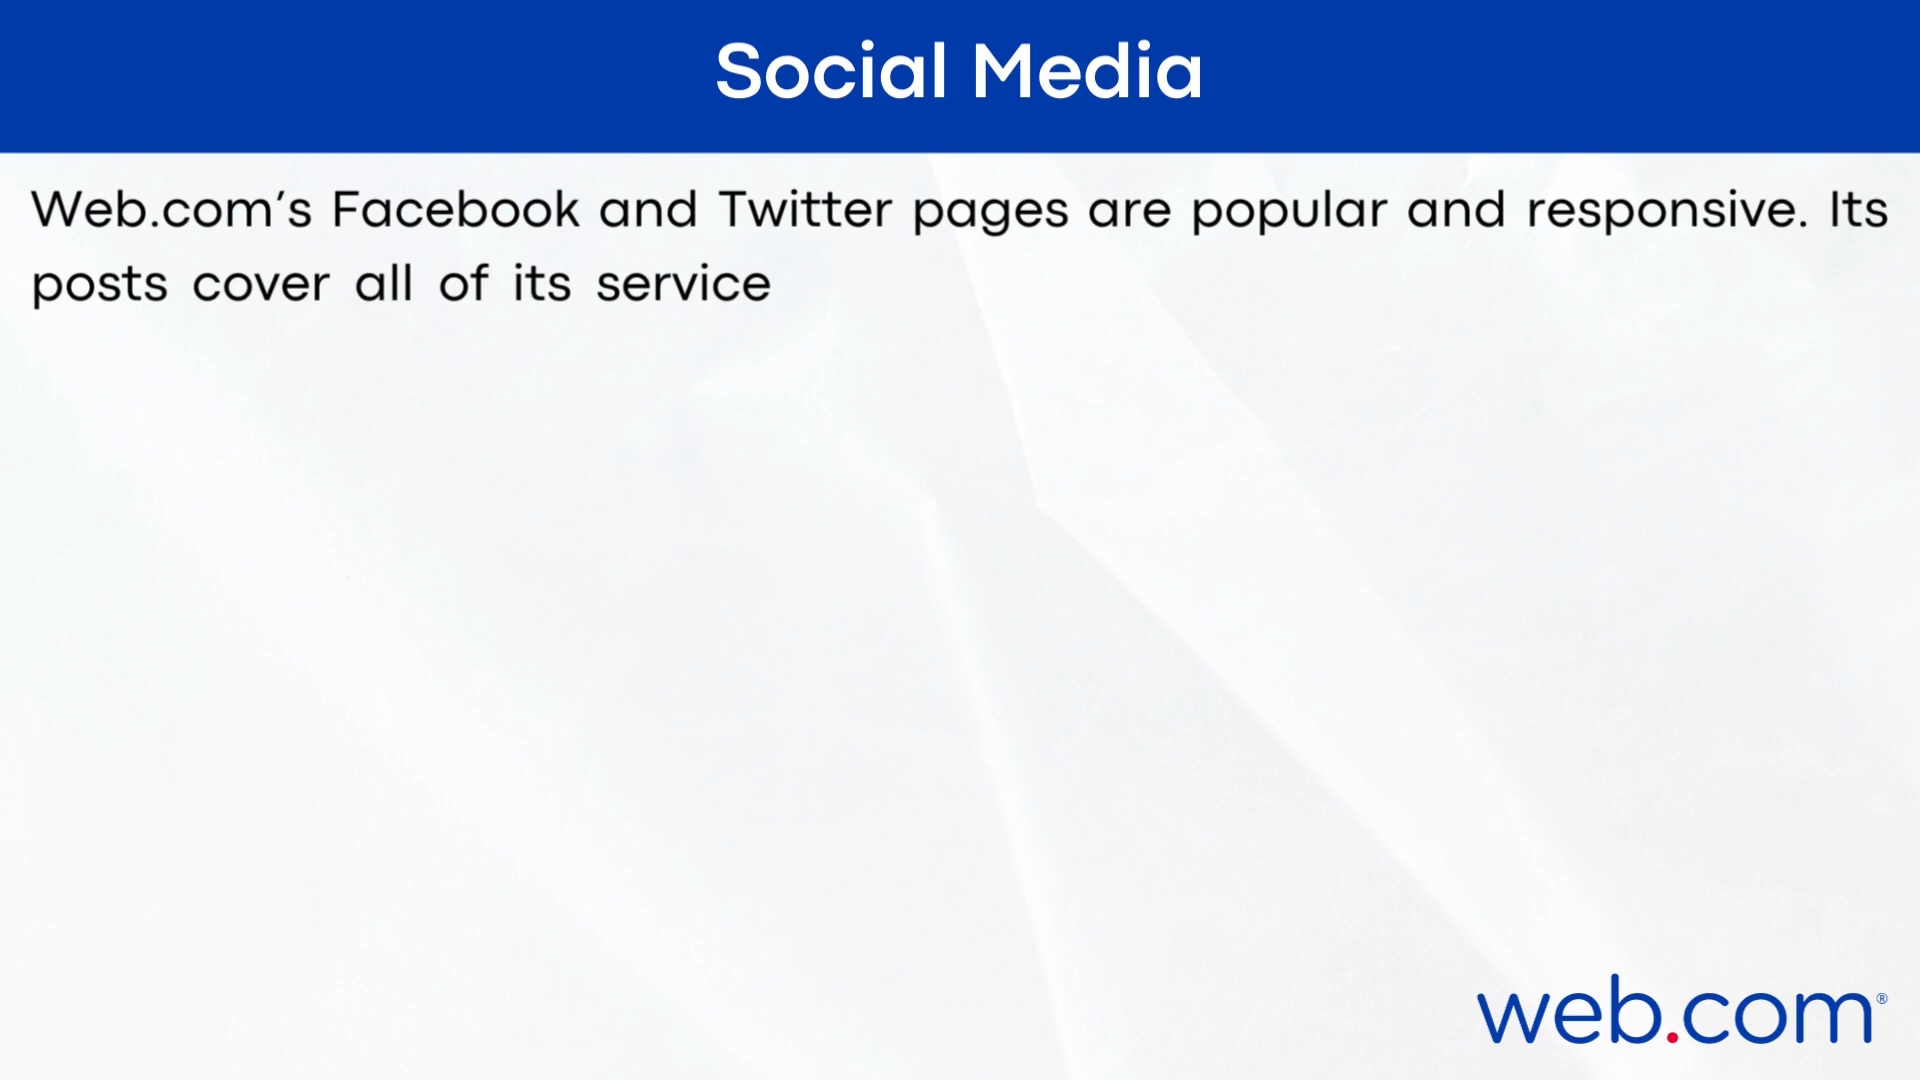 Social Media
Web.com’s Facebook and Twitter pages are popular and responsive. Its
posts cover all of its service
web.com®